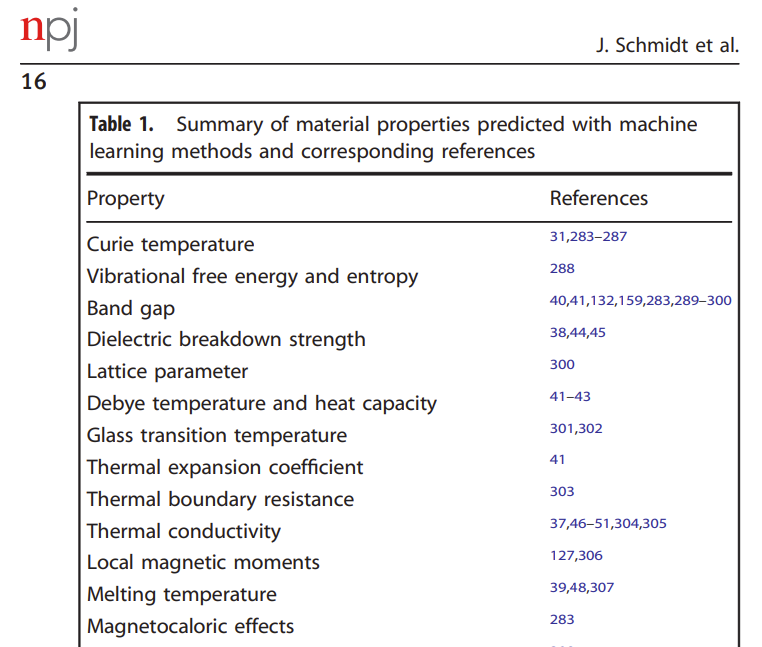 npj
J. Schmidt et al.
16
Table 1. Summary of material properties predicted with machine
learning methods and corresponding references
Property References
Curie temperature 31,283–287
Vibrational free energy and entropy 288
Band gap 40,41,132,159,283,289–300
Dielectric breakdown strength 38,44,45
Lattice parameter 300
Debye temperature and heat capacity 41–43
Glass transition temperature 301,302
Thermal expansion coefficient 41
Thermal boundary resistance 303
Thermal conductivity 37,46–51,304,305
Local magnetic moments 127,306
Melting temperature 39,48,307
Magnetocaloric effects 283